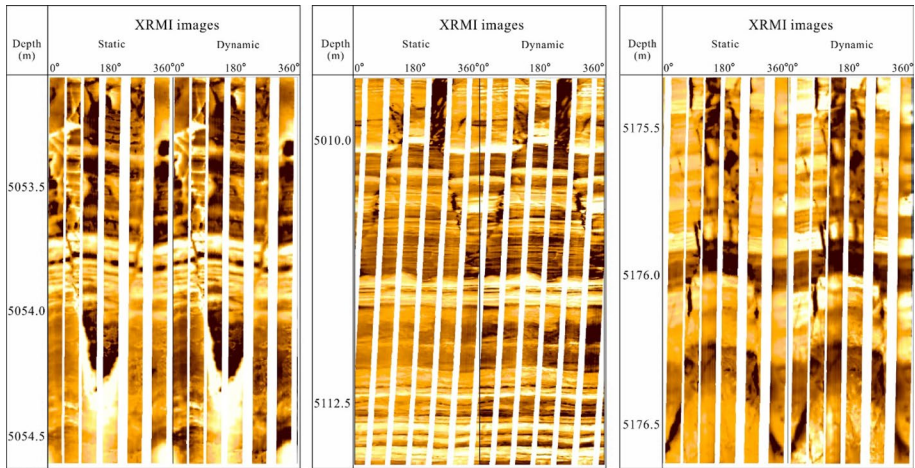 XRMI images
Depth
(m)
Static
Dynamic
0°
180°
360°
180°
360°
5053.5
5054.0
5054.5
XRMI images
Depth
(m)
Static
Dynamic
0°
180°
360°0°
180°
360°
5010.0
5112.5
XRMI images
Depth
(m)
Static
Dynamic
0°
180°
360°0°
180°
360°
5175.5
5176.0
5176.5